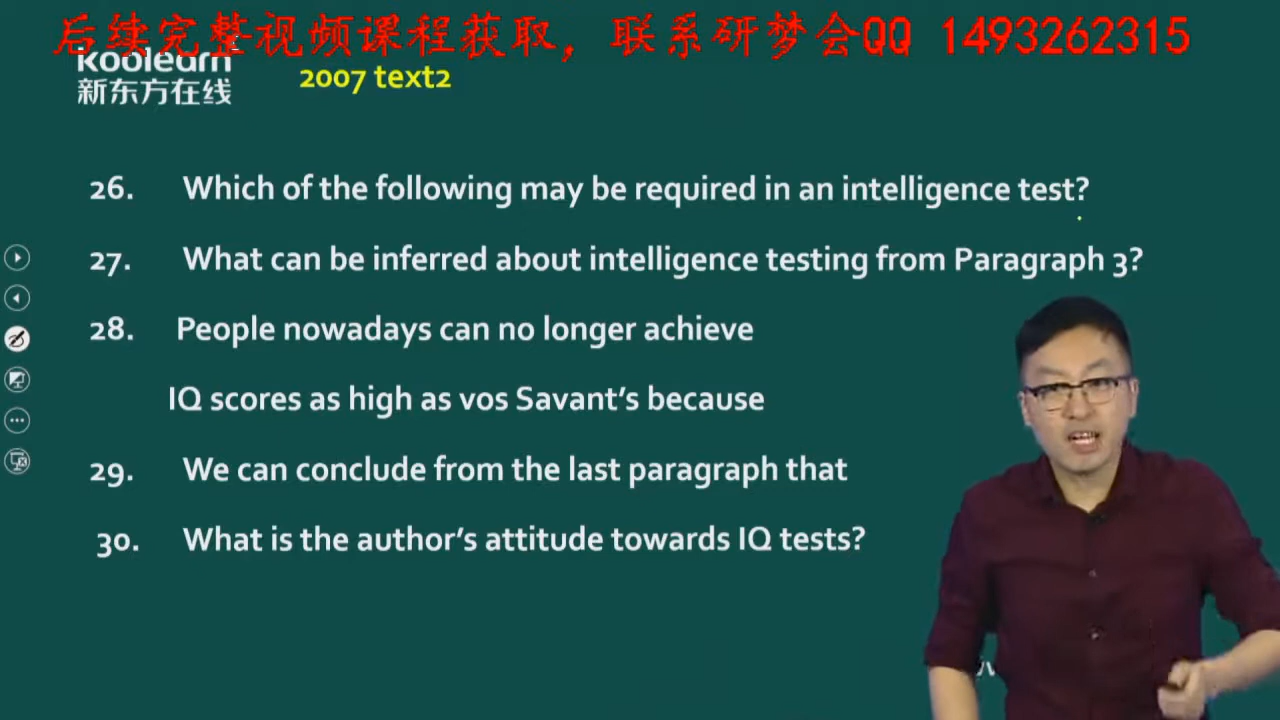 后续完整视频课程获取，联系研梦会QQ 1493262315
koolearn
新东方在线
2007 text2
26. Which of the following may be required in an intelligence test?
27. What can be inferred about intelligence testing from Paragraph 3?
28. People nowadays can no longer achieve
IQ scores as high as vos Savant's because
29. We can conclude from the last paragraph that
30. What is the author's attitude towards IQ tests?